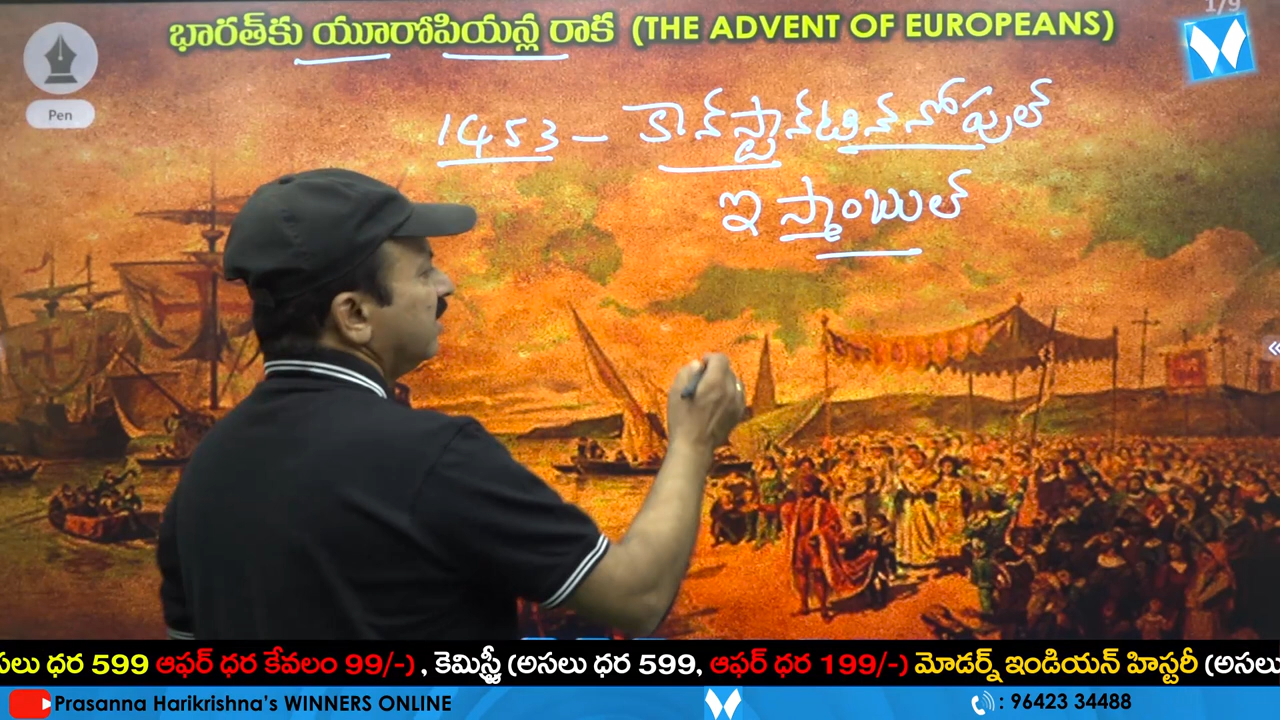 1/9
భారత్‌కు యూరోపియన్ల రాక (THE ADVENT OF EUROPEANS)
Pen
1453 – కాన్‌స్టాన్‌టిన్‌నోపుల్
ఇస్తాంబుల్
సలు ధర 599 ఆఫర్ ధర కేవలం 99/-) , కెమిస్ట్రీ (అసలు ధర 599, ఆఫర్ ధర 199/-) మోడర్న్ ఇండియన్ హిస్టరీ (అసలు
Prasanna Harikrishna's WINNERS ONLINE
: 96423 34488